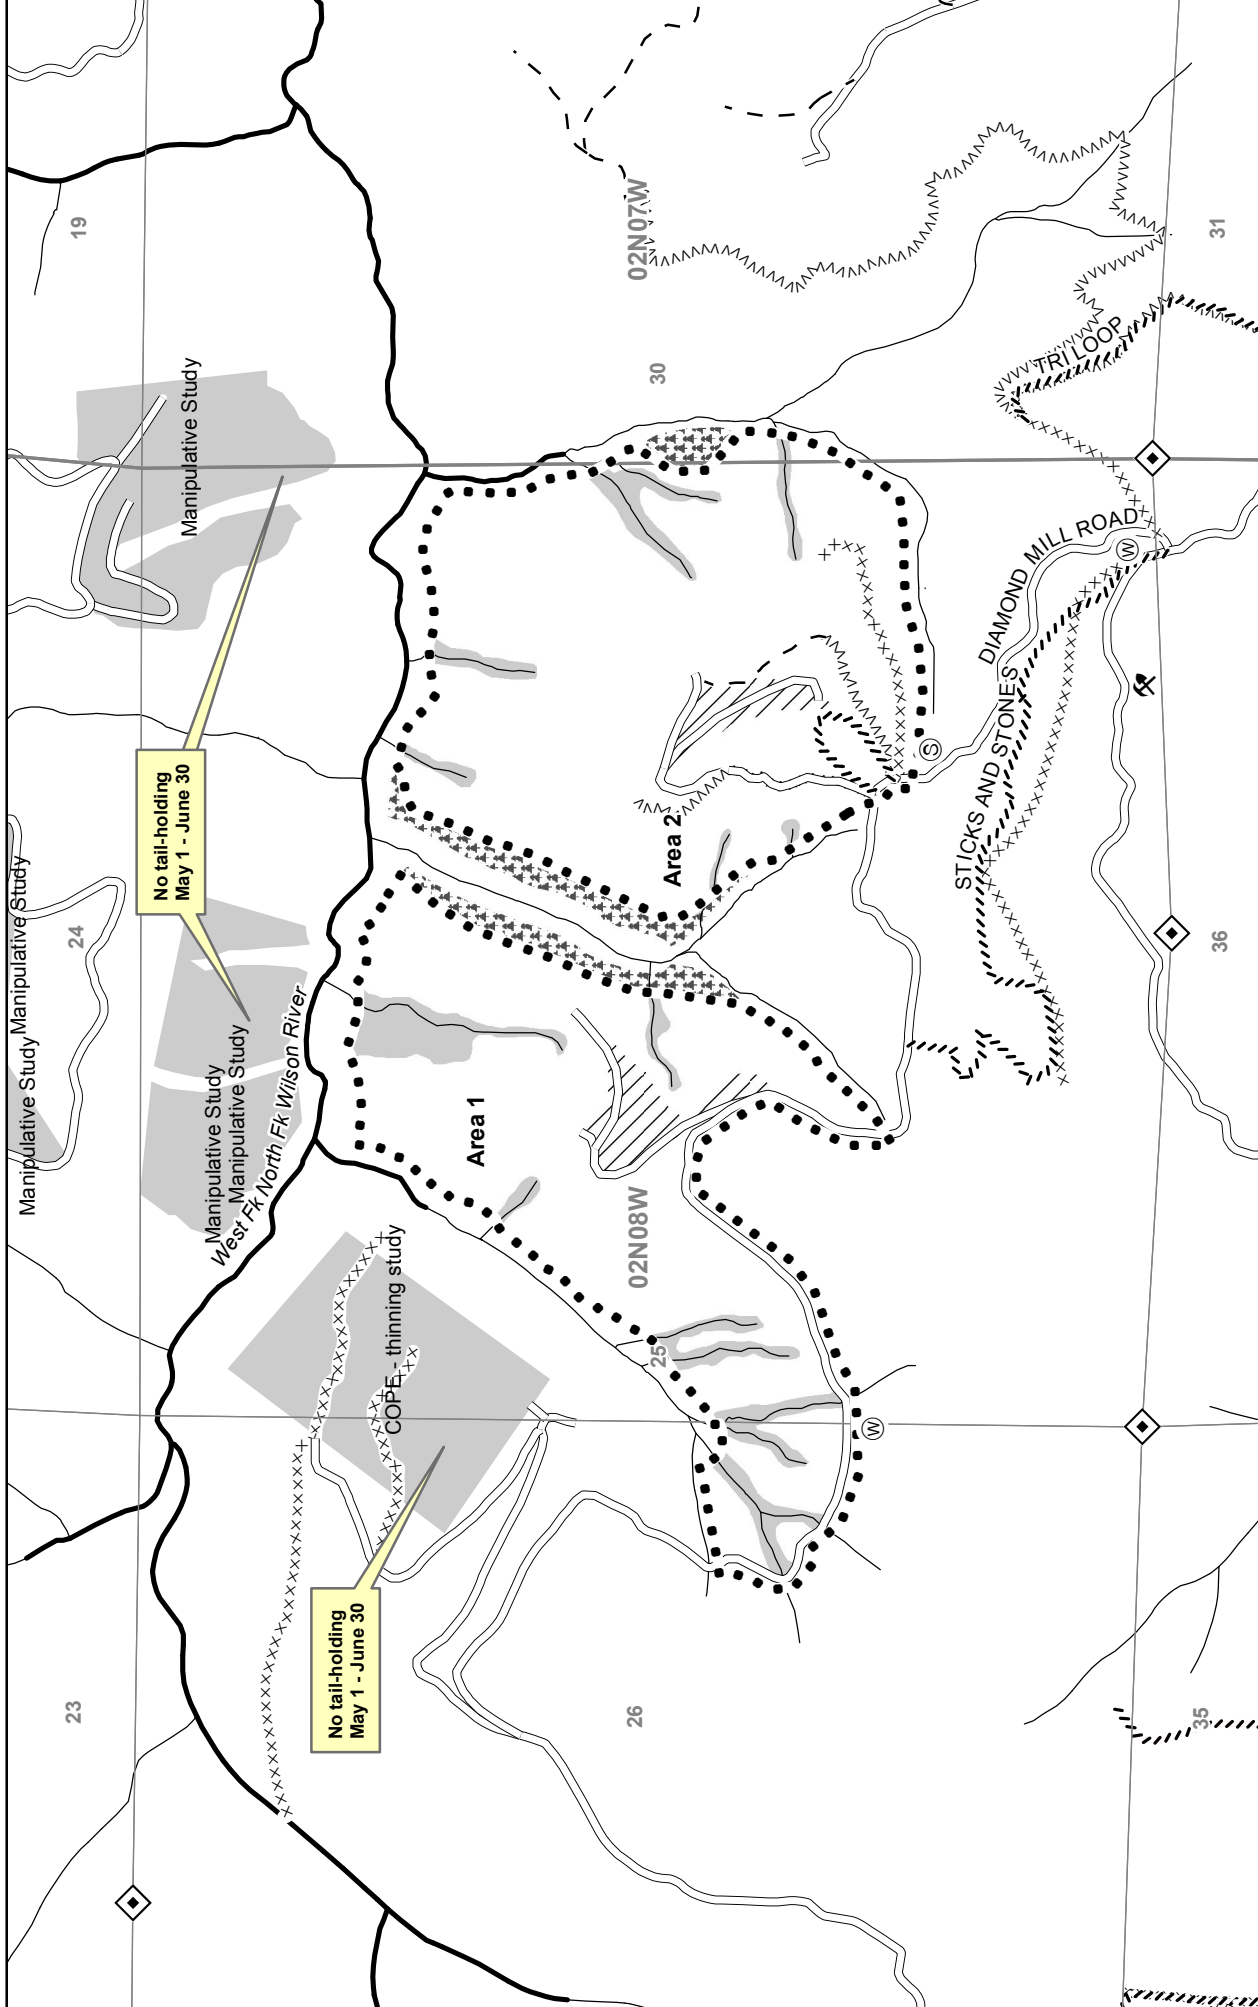 Manipulative Study
Manipulative Study
Manipulative Study
Manipulative Study
Manipulative Study
No tail-holding
May 1 - June 30
West Fk North Fk Wilson River
COPE - thinning study
No tail-holding
May 1 - June 30
23
24
19
26
25
30
35
36
31
02N08W
02N07W
Area 1
Area 2
STICKS AND STONES
DIAMOND MILL ROAD
TRI LOOP
S
W
W